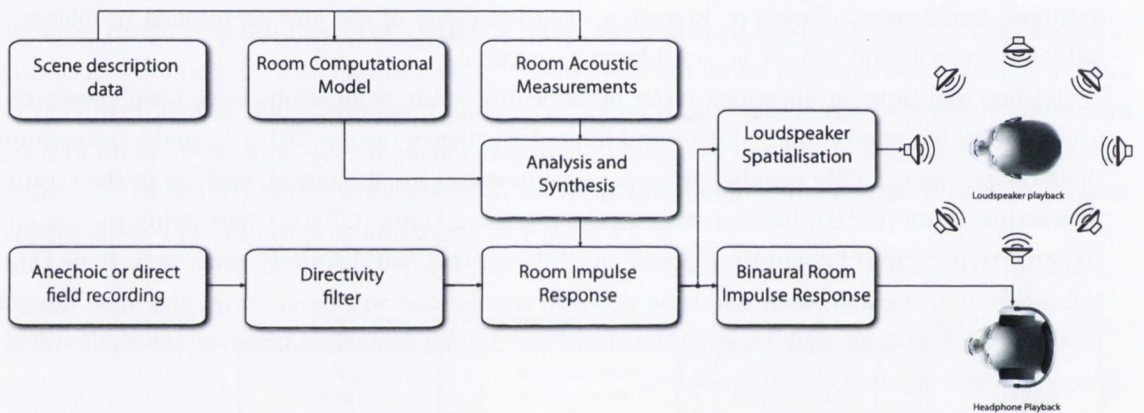 Scene description
data
Room Computational
Model
Room Acoistic
Measurements
Analysis and
Synthesis
Loudspeaker
Spatialisation
Loudspeaker playback
Anechoic or direct
field recording
Directivity
filter
Room Impulse
Response
Binaural Room
Impulse Response
Headphone Playback